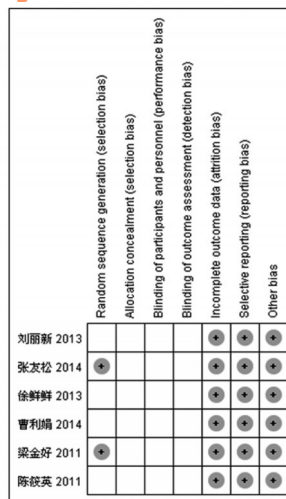 Random sequence generation (selection bias)
Allocation concealment (selection bias)
Blinding of participants and personnel (performance bias)
Blinding of outcome assessment (detection bias)
Incomplete outcome data (attrition bias)
Selective reporting (reporting bias)
Other bias
刘丽新 2013 + + +
张友松 2014 + + + +
徐鲜鲜 2013 + + +
曹利娟 2014 + + +
梁金好 2011 + + + +
陈筱英 2011 + + +